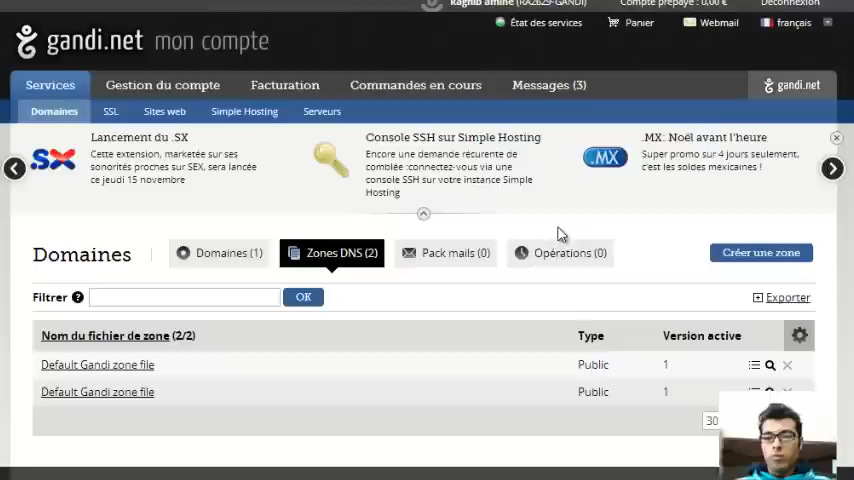 Raghib amine (RA2629-GANDI) Compte prépayé : 0,00 € Déconnexion
État des services Panier Webmail français
gandi.net mon compte
Services Gestion du compte Facturation Commandes en cours Messages (3) gandi.net
Domaines SSL Sites web Simple Hosting Serveurs
Lancement du .SX
Cette extension, marketée sur ses
sonorités proches sur SEX, sera lancée
ce jeudi 15 novembre
.SX
Console SSH sur Simple Hosting
Encore une demande récurente de
comblée :connectez-vous via une
console SSH sur votre instance Simple
Hosting
.MX
.MX: Noël avant l'heure
Super promo sur 4 jours seulement,
c'est les soldes mexicaines !
Domaines Domaines (1) Zones DNS (2) Pack mails (0) Opérations (0) Créer une zone
Filtrer ? OK Exporter
Nom du fichier de zone (2/2) Type Version active
Default Gandi zone file Public 1
Default Gandi zone file Public 1
30